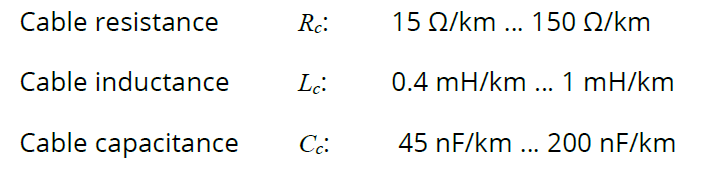 Cable resistance Rc: 15 Ω/km ... 150 Ω/km
Cable inductance Lc: 0.4 mH/km ... 1 mH/km
Cable capacitance Cc: 45 nF/km ... 200 nF/km